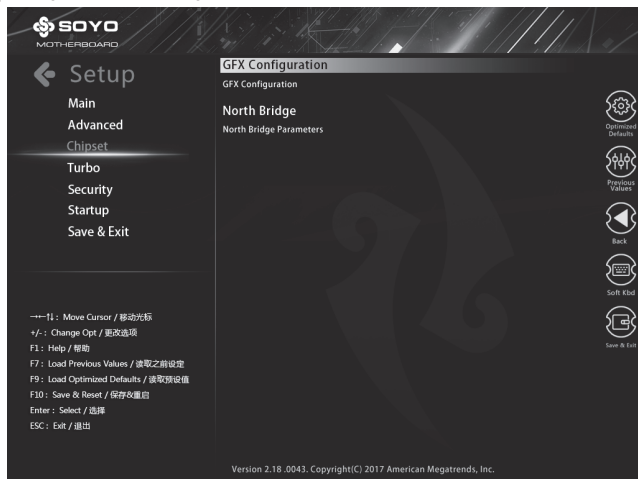 SOYO
MOTHERBOARD
Setup
Main
Advanced
Chipset
Turbo
Security
Startup
Save & Exit
GFX Configuration
GFX Configuration
North Bridge
North Bridge Parameters
Optimized
Defaults
Previous
Values
Back
Soft Kbd
Save & Exit
→←↑↓ : Move Cursor / 移动光标
+/- : Change Opt / 更改选项
F1 : Help / 帮助
F7 : Load Previous Values / 读取之前设定
F9 : Load Optimized Defaults / 读取预设值
F10 : Save & Reset / 保存&重启
Enter : Select / 选择
ESC : Exit / 退出
Version 2.18 .0043. Copyright(C) 2017 American Megatrends, Inc.